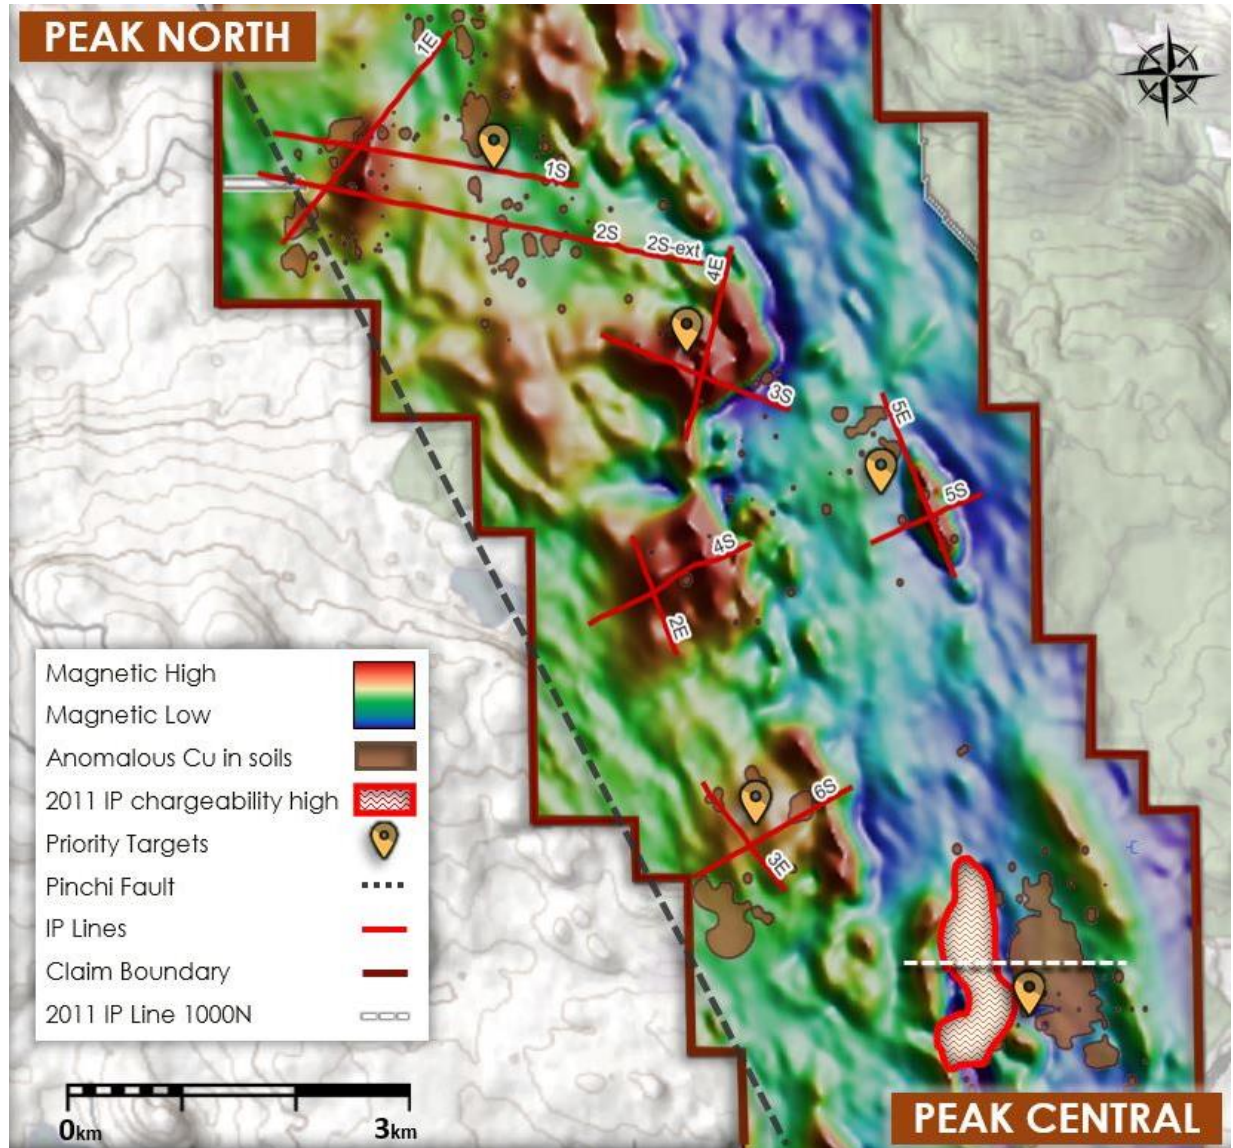 PEAK NORTH
1E
1S
2S
2S-ext
4E
3S
5E
5S
4S
2E
6S
3E
Magnetic High
Magnetic Low
Anomalous Cu in soils
2011 IP chargeability high
Priority Targets
Pinchi Fault
IP Lines
Claim Boundary
2011 IP Line 1000N
0km
3km
PEAK CENTRAL